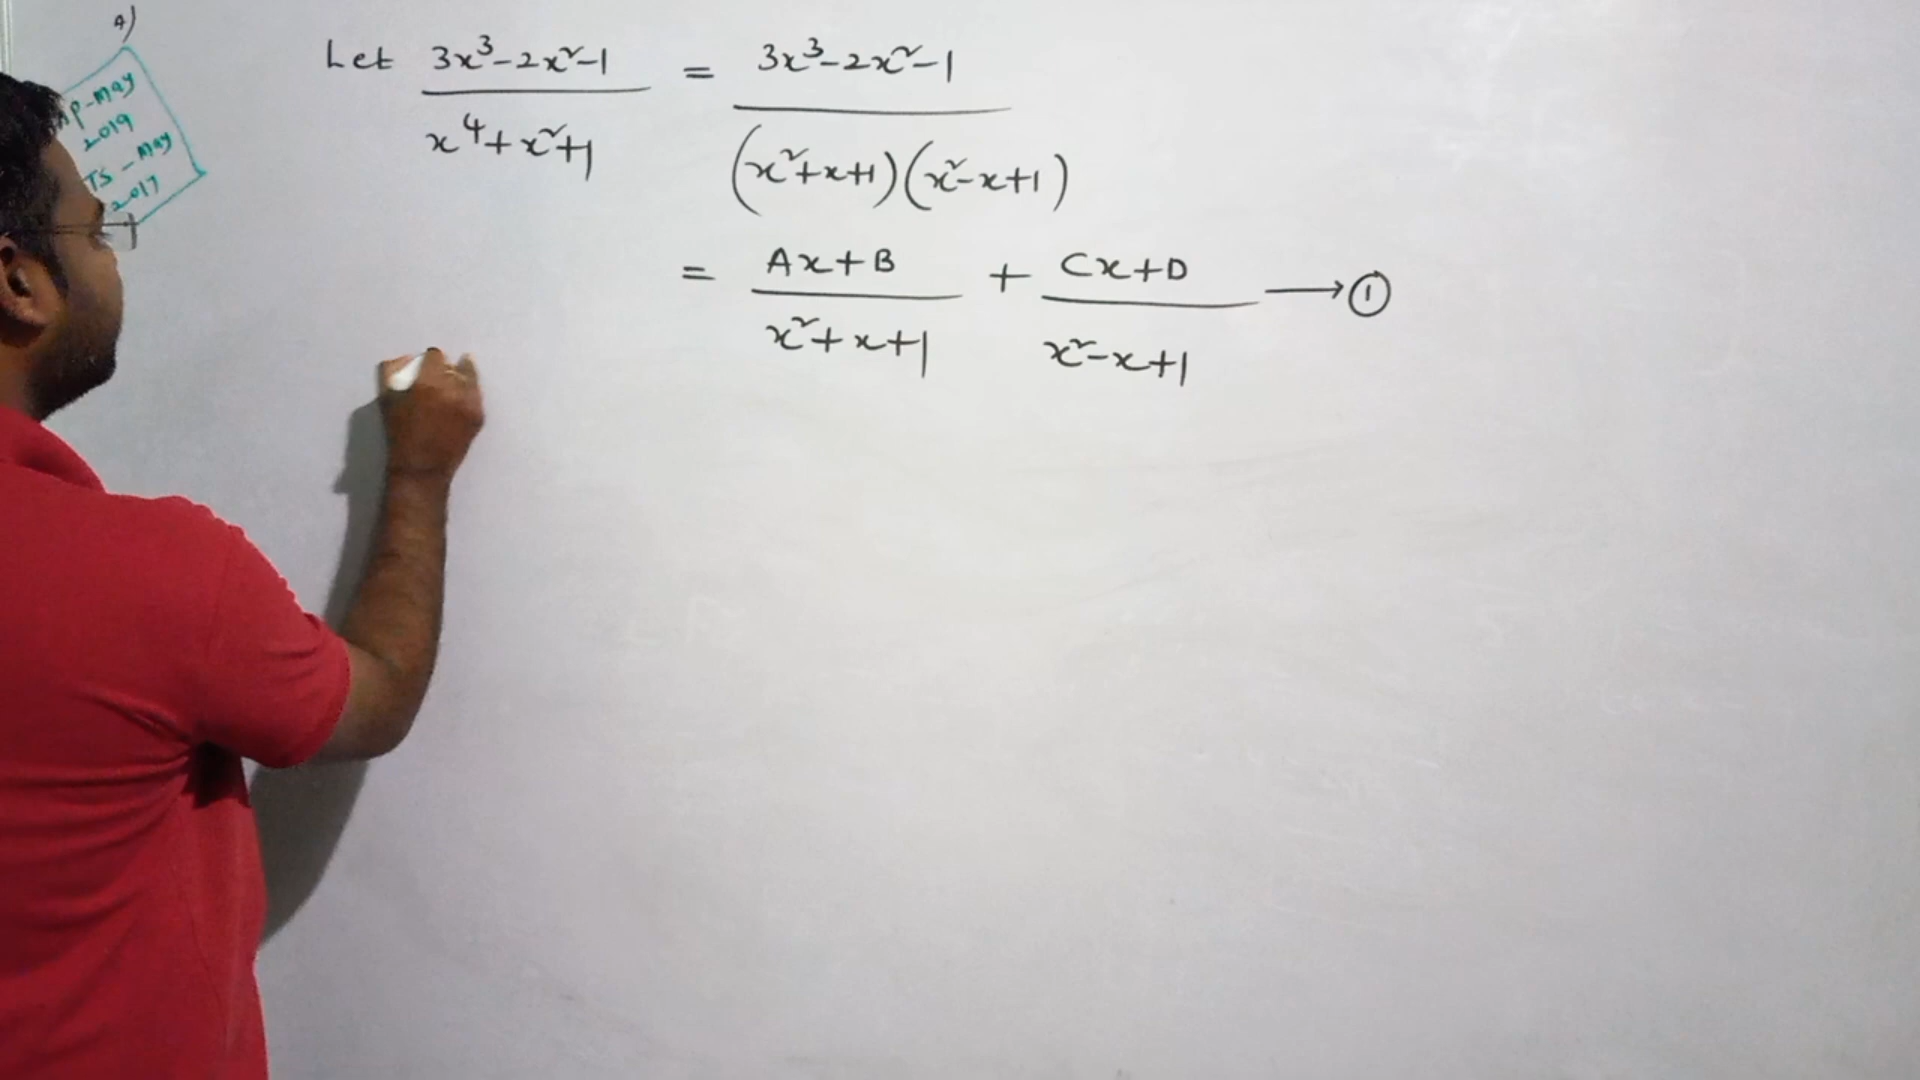 4)
P-May
2019
TS-May
2017
Let (3x³-2x²-1)/(x⁴+x²+1) = (3x³-2x²-1)/((x²+x+1)(x²-x+1))
= (Ax+B)/(x²+x+1) + (Cx+D)/(x²-x+1) → ①